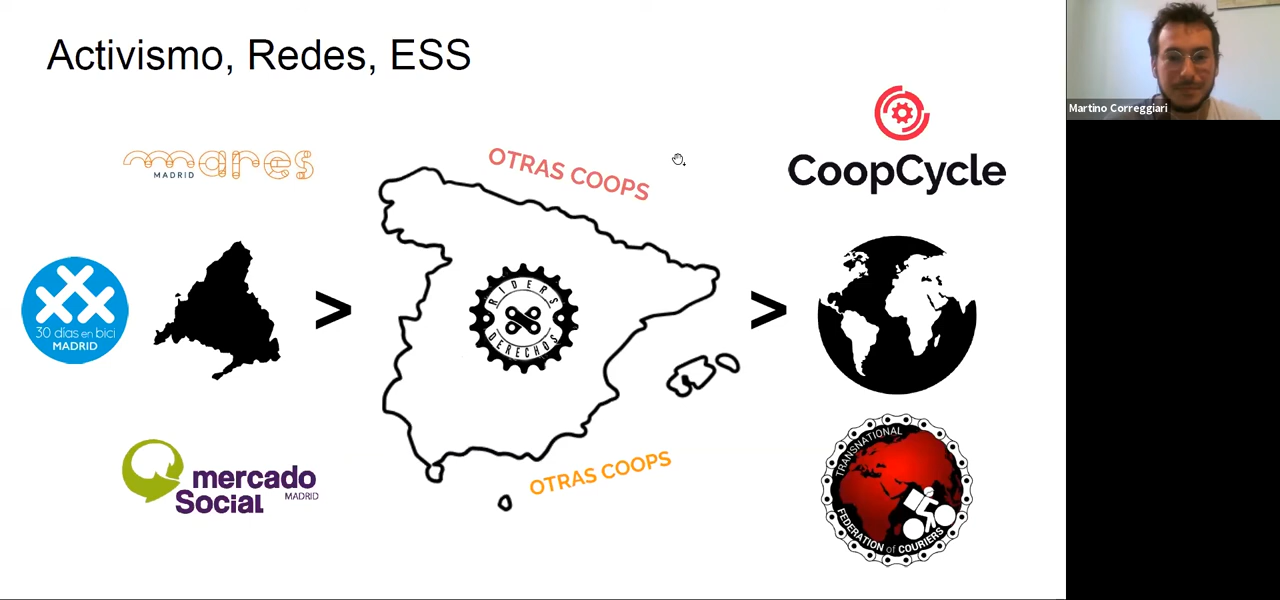 Activismo, Redes, ESS
Martino Correggiari
mares
MADRID
OTRAS COOPS
CoopCycle
30 días en bici
MADRID
>
RIDERS
DERECHOS
>
mercado
Social
MADRID
OTRAS COOPS
TRANSNATIONAL
FEDERATION of COURIERS